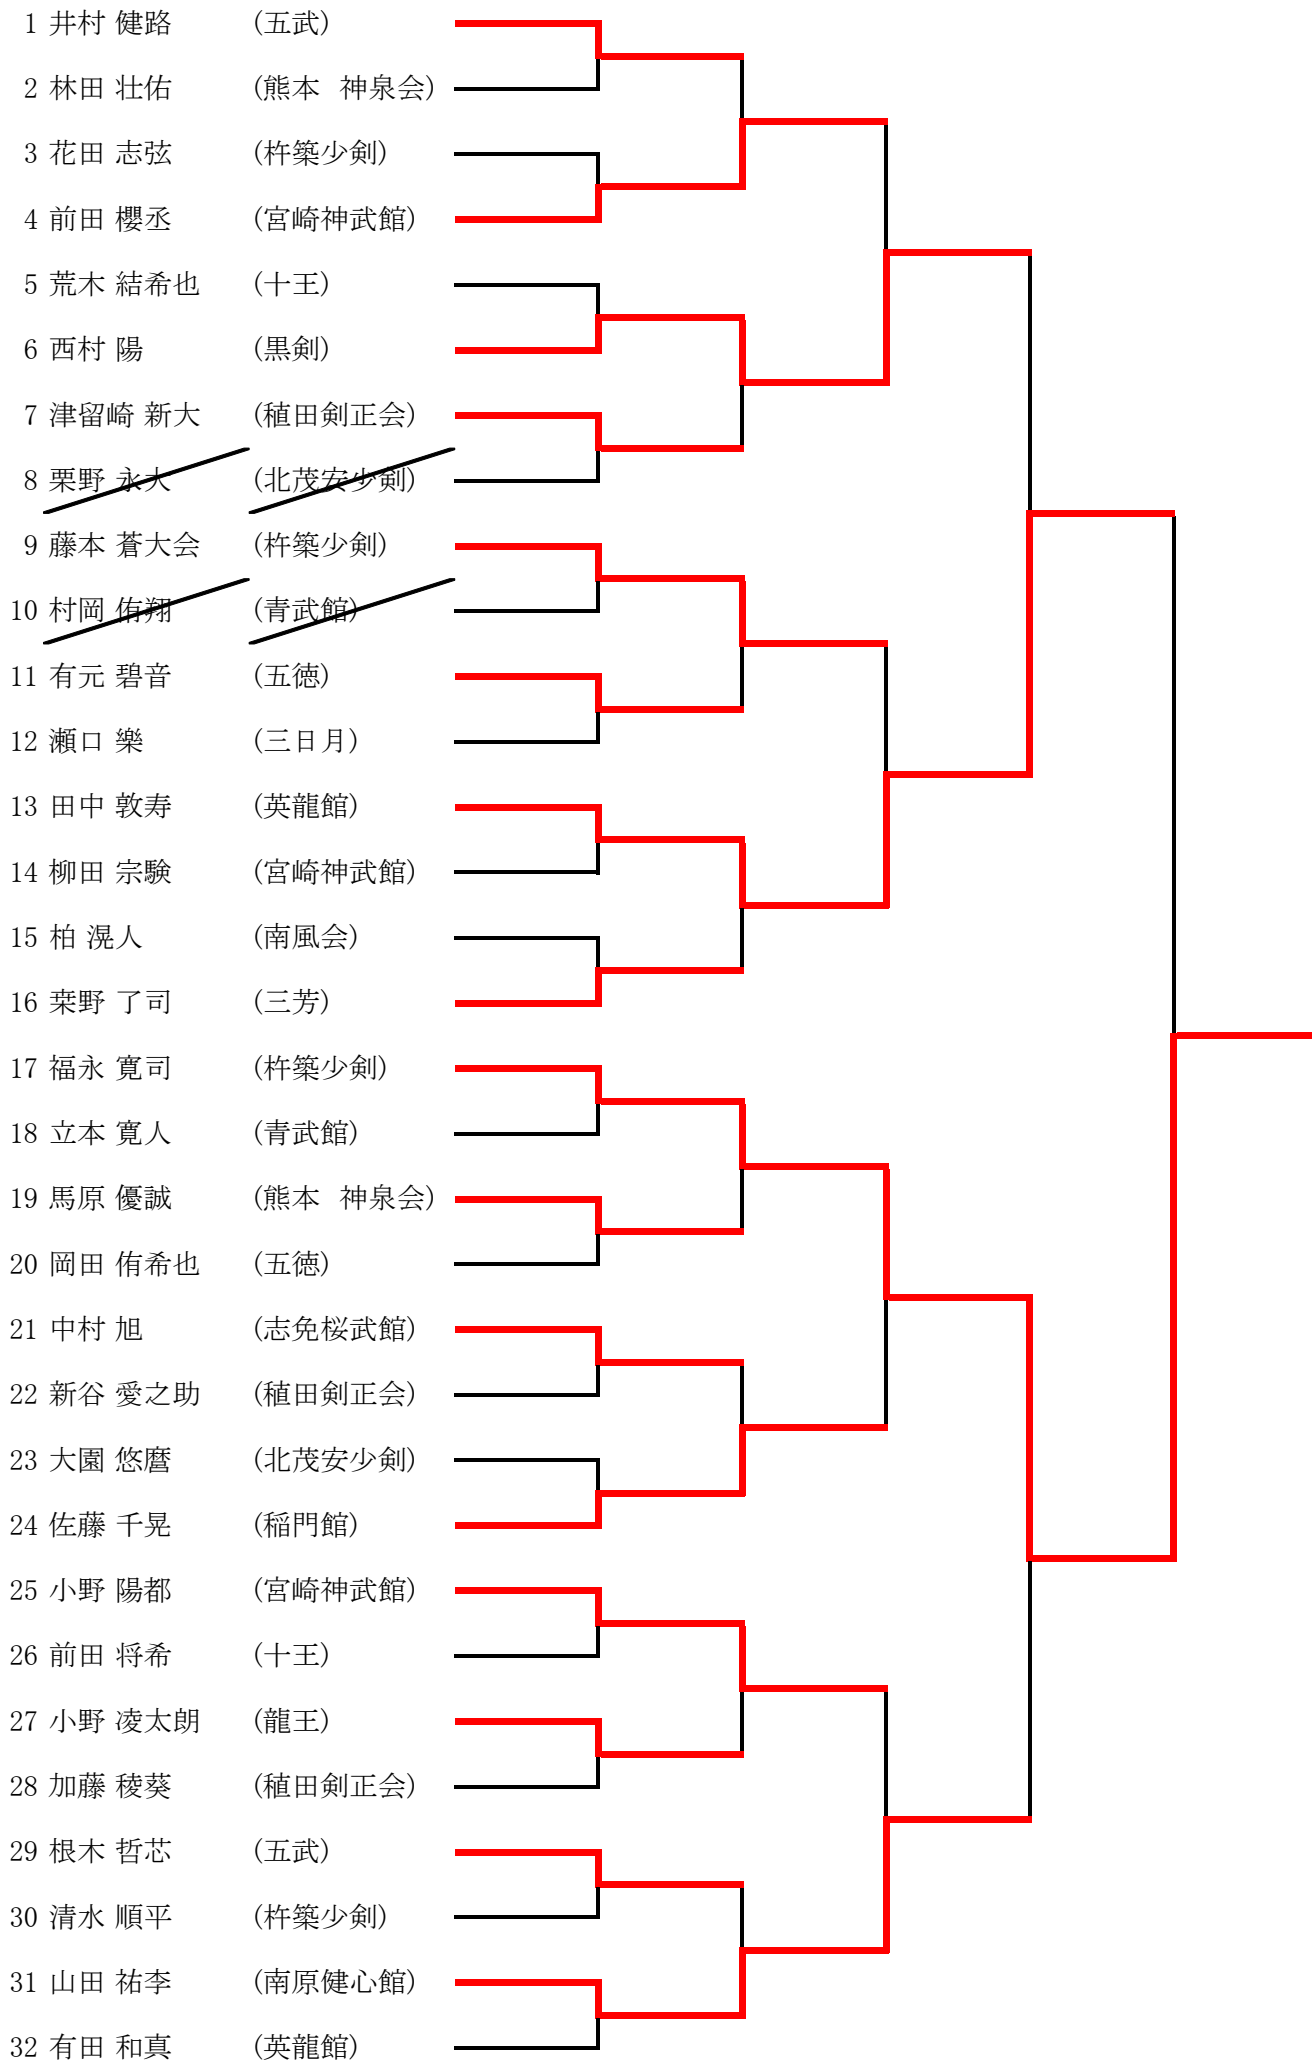 1 井村 健路 (五武)
2 林田 壮佑 (熊本 神泉会)
3 花田 志弦 (杵築少剣)
4 前田 櫻丞 (宮崎神武館)
5 荒木 結希也 (十王)
6 西村 陽 (黒剣)
7 津留崎 新大 (稙田剣正会)
8 栗野 永大 (北茂安少剣)
9 藤本 蒼大会 (杵築少剣)
10 村岡 侑翔 (青武館)
11 有元 碧音 (五徳)
12 瀬口 樂 (三日月)
13 田中 敦寿 (英龍館)
14 柳田 宗験 (宮崎神武館)
15 柏 滉人 (南風会)
16 桒野 了司 (三芳)
17 福永 寛司 (杵築少剣)
18 立本 寛人 (青武館)
19 馬原 優誠 (熊本 神泉会)
20 岡田 侑希也 (五徳)
21 中村 旭 (志免桜武館)
22 新谷 愛之助 (稙田剣正会)
23 大園 悠麿 (北茂安少剣)
24 佐藤 千晃 (稲門館)
25 小野 陽都 (宮崎神武館)
26 前田 将希 (十王)
27 小野 凌太朗 (龍王)
28 加藤 稜葵 (稙田剣正会)
29 根木 哲芯 (五武)
30 清水 順平 (杵築少剣)
31 山田 祐李 (南原健心館)
32 有田 和真 (英龍館)